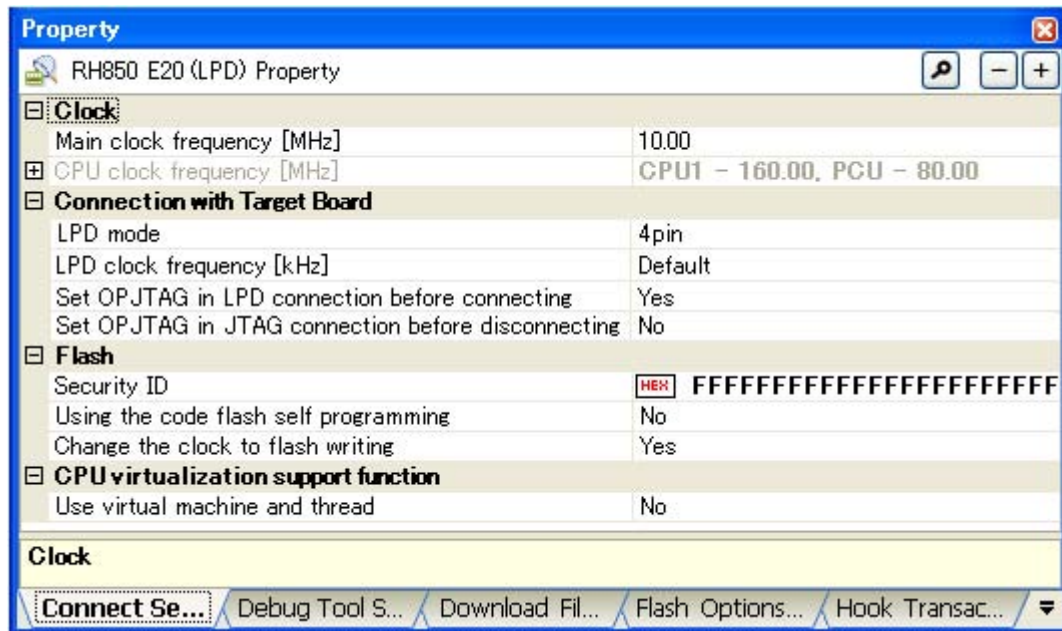 Property
RH850 E20 (LPD) Property
Clock
Main clock frequency [MHz] 10.00
CPU clock frequency [MHz] CPU1 - 160.00, PCU - 80.00
Connection with Target Board
LPD mode 4pin
LPD clock frequency [kHz] Default
Set OPJTAG in LPD connection before connecting Yes
Set OPJTAG in JTAG connection before disconnecting No
Flash
Security ID HEX FFFFFFFFFFFFFFFFFFFFFFFF
Using the code flash self programming No
Change the clock to flash writing Yes
CPU virtualization support function
Use virtual machine and thread No
Clock
Connect Se... Debug Tool S... Download Fil... Flash Options... Hook Transac...